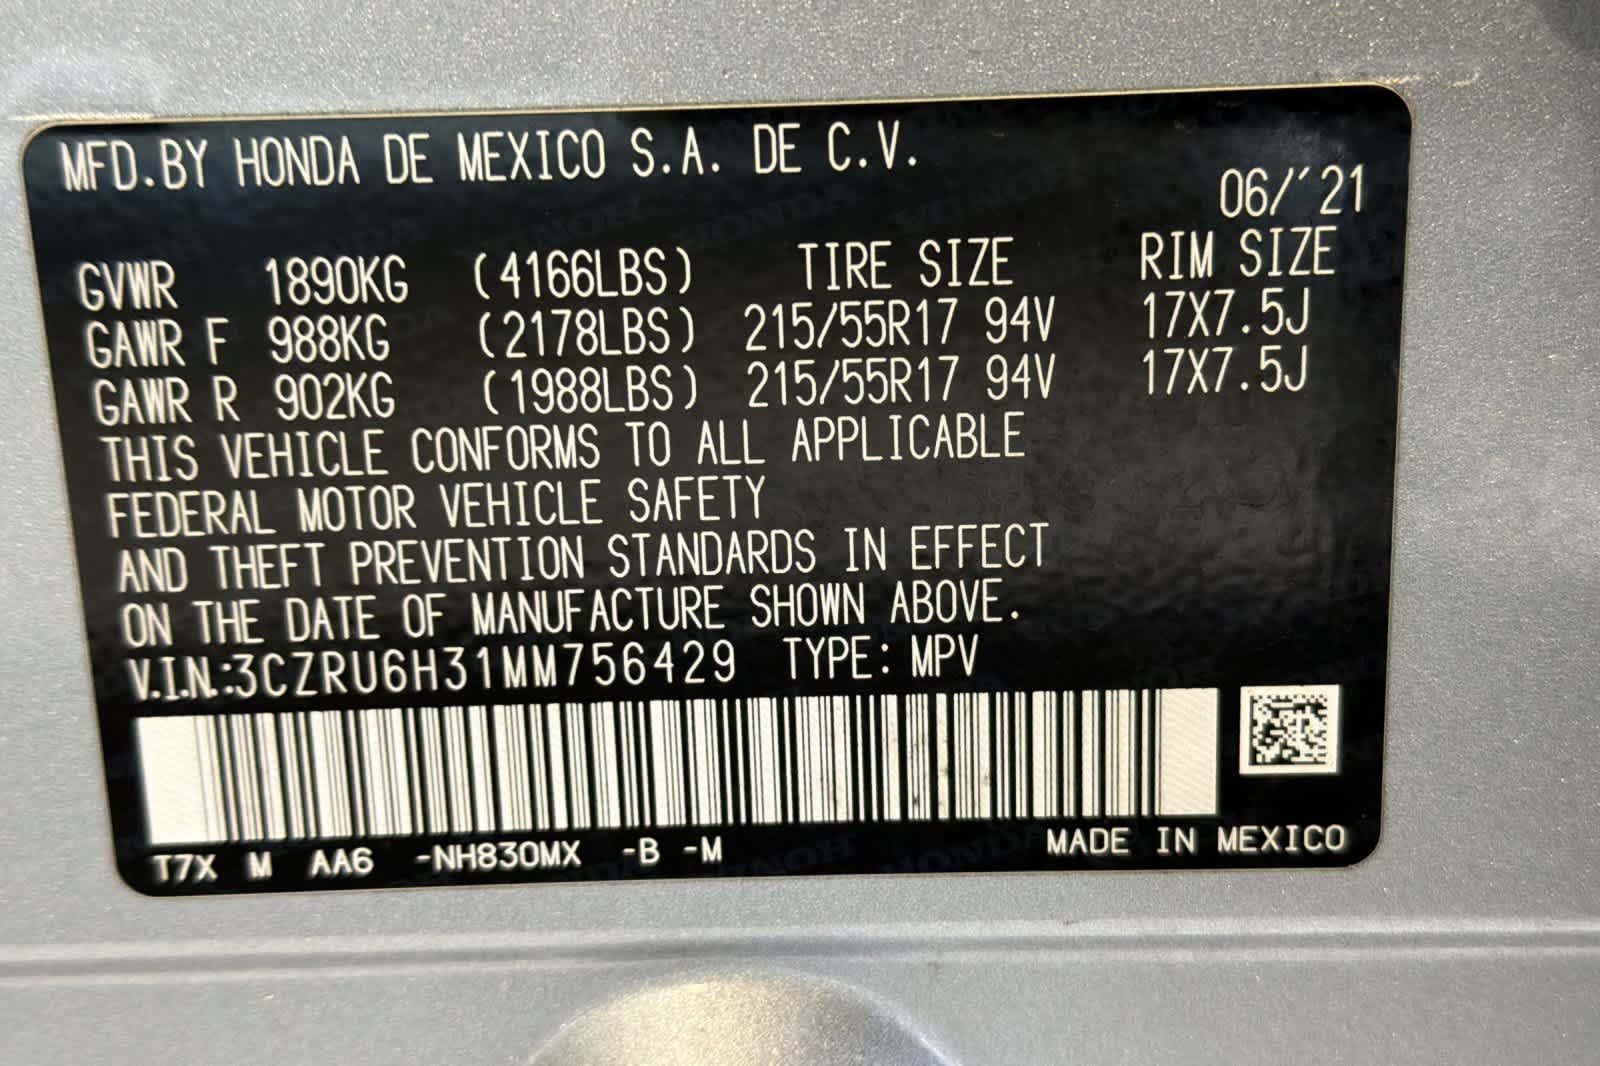 MFD.BY HONDA DE MEXICO S.A. DE C.V.
06/'21
GVWR 1890KG (4166LBS) TIRE SIZE RIM SIZE
GAWR F 988KG (2178LBS) 215/55R17 94V 17X7.5J
GAWR R 902KG (1988LBS) 215/55R17 94V 17X7.5J
THIS VEHICLE CONFORMS TO ALL APPLICABLE
FEDERAL MOTOR VEHICLE SAFETY
AND THEFT PREVENTION STANDARDS IN EFFECT
ON THE DATE OF MANUFACTURE SHOWN ABOVE.
V.I.N.:3CZRU6H31MM756429 TYPE: MPV
T7X M AA6 -NH830MX -B -M MADE IN MEXICO